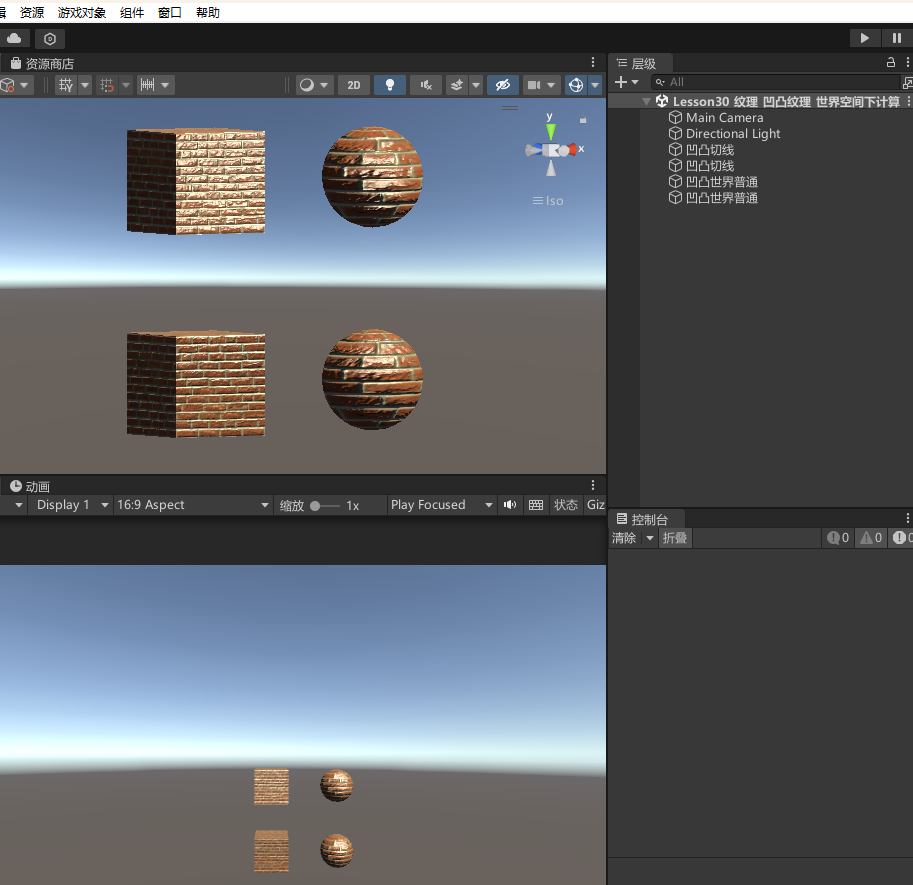 资源 游戏对象 组件 窗口 帮助
资源商店
2D
y
x
Iso
层级
All
Lesson30 纹理 凹凸纹理 世界空间下计算
Main Camera
Directional Light
凹凸切线
凹凸切线
凹凸世界普通
凹凸世界普通
动画
Display 1 16:9 Aspect 缩放 1x Play Focused 状态 Giz
控制台
清除 折叠 0 0 0